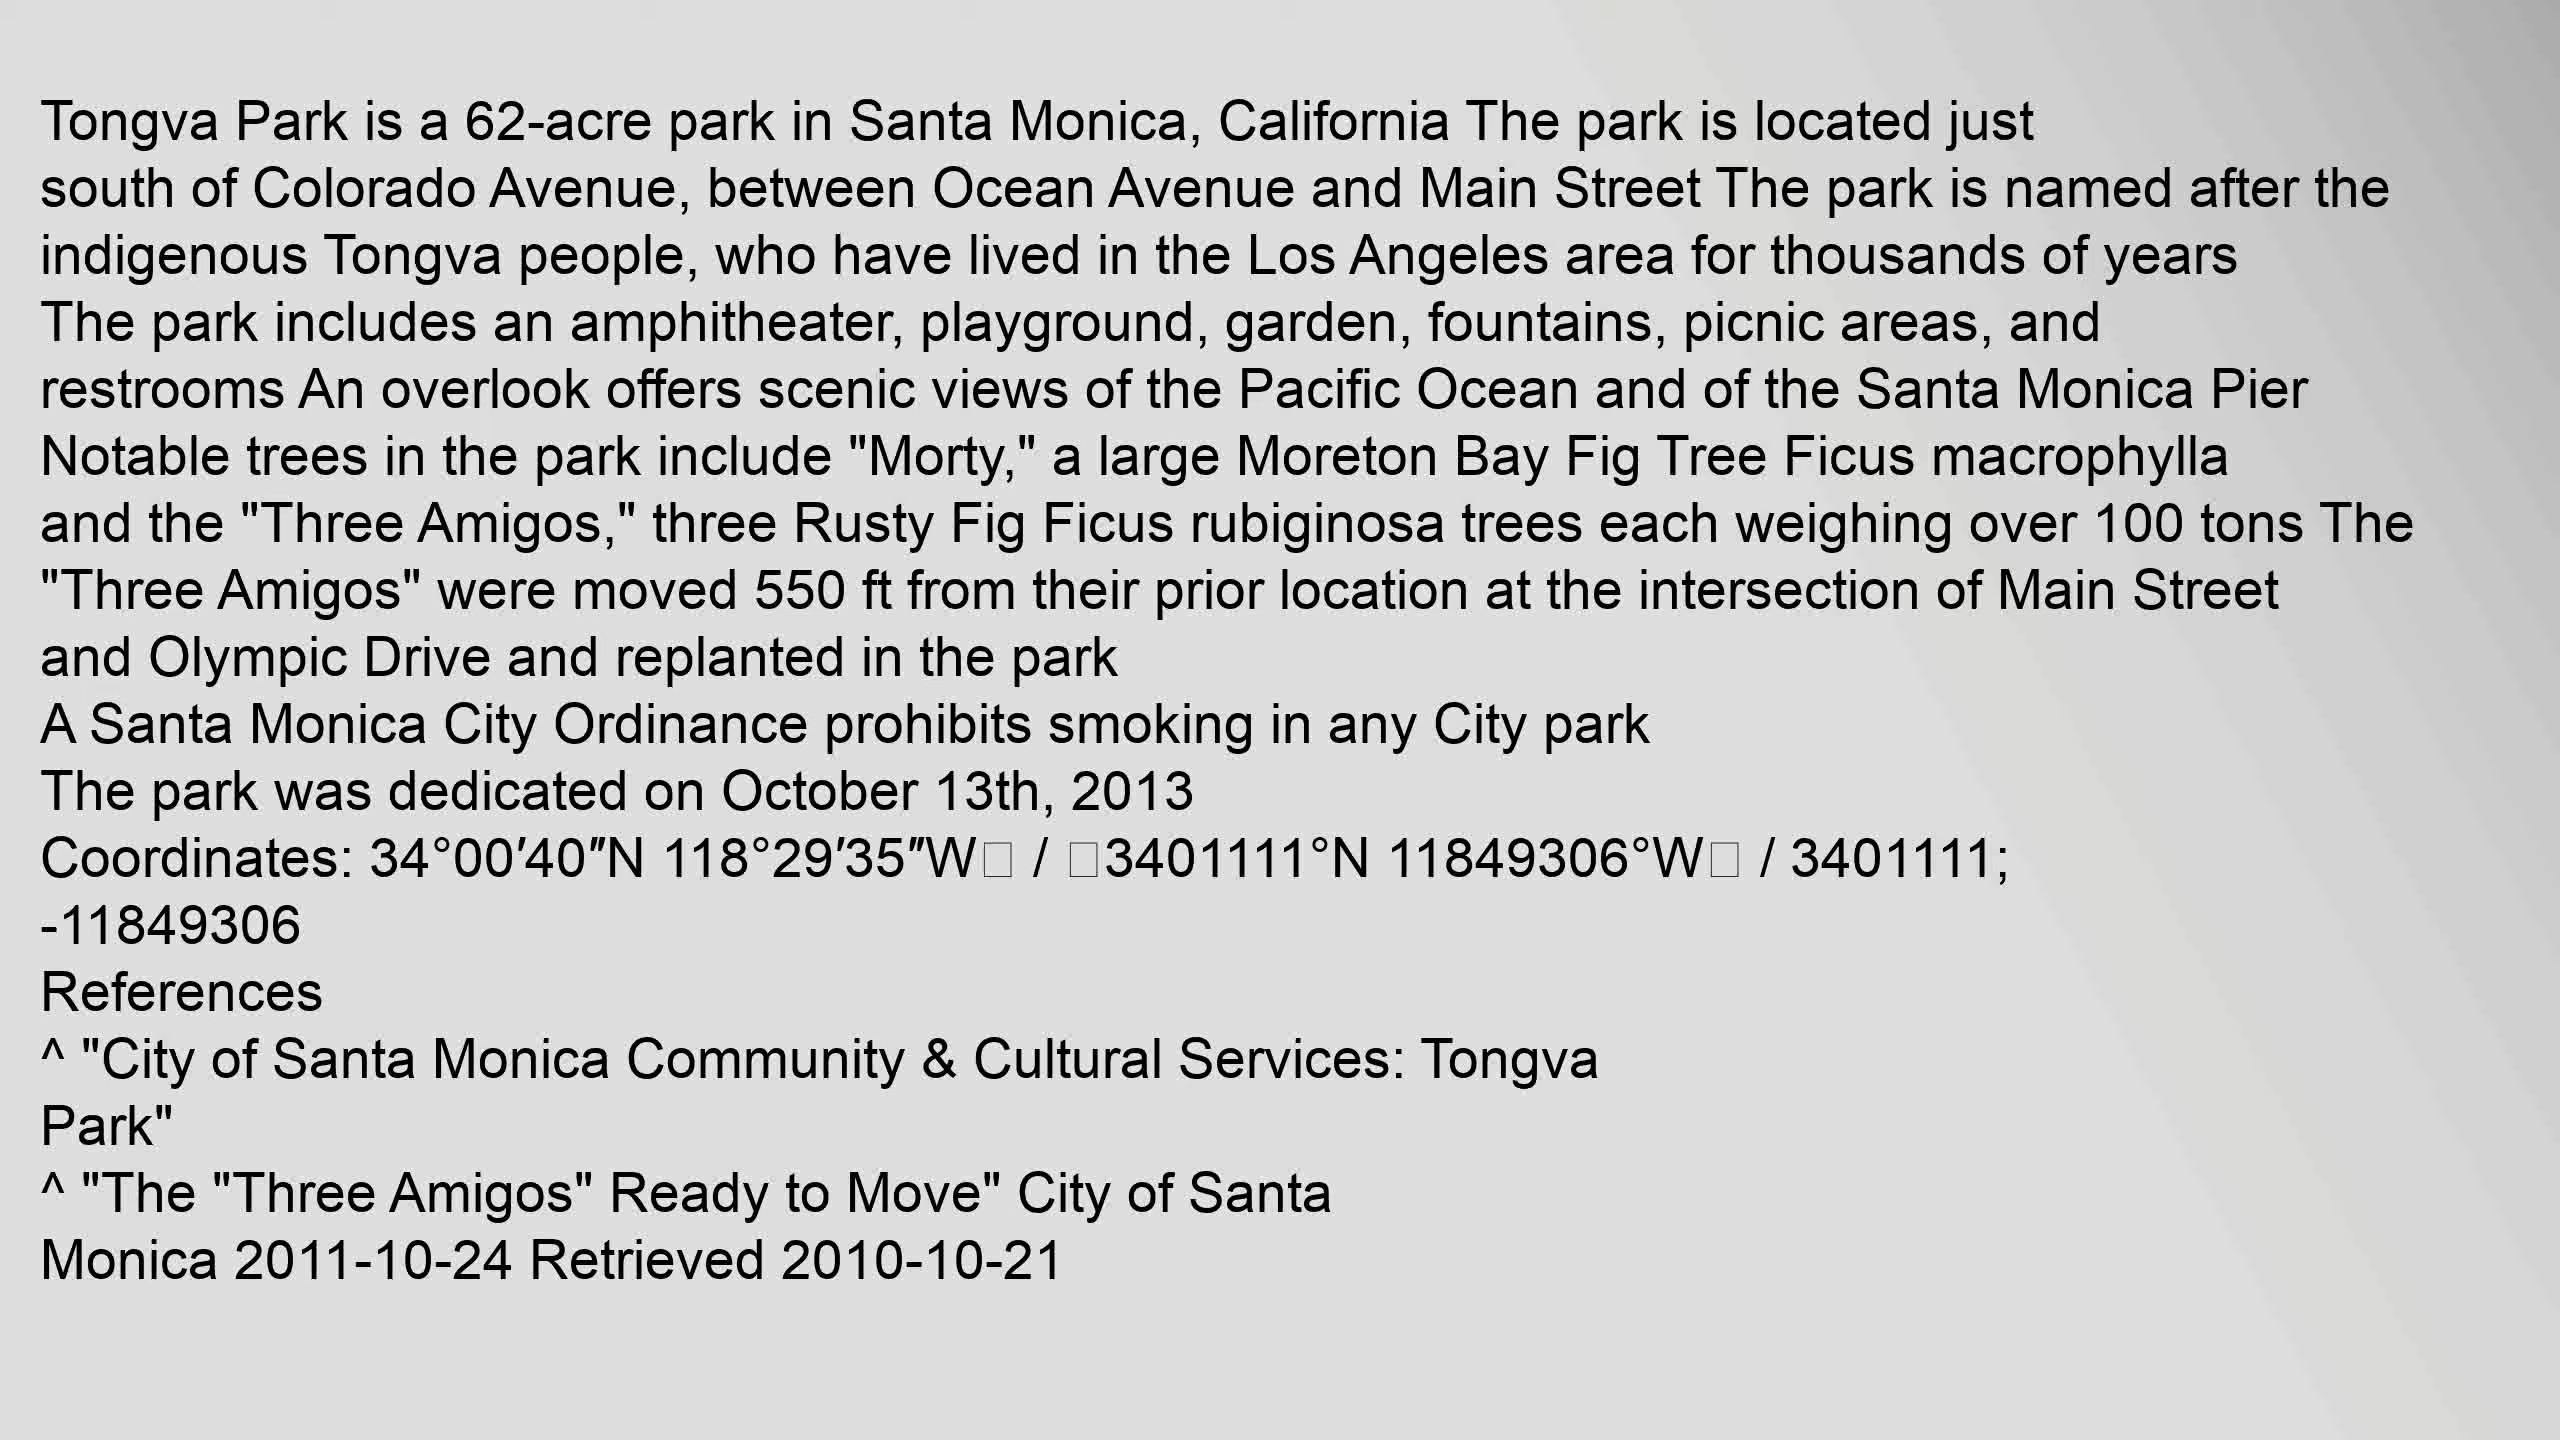 Tongva Park is a 62-acre park in Santa Monica, California The park is located just
south of Colorado Avenue, between Ocean Avenue and Main Street The park is named after the
indigenous Tongva people, who have lived in the Los Angeles area for thousands of years
The park includes an amphitheater, playground, garden, fountains, picnic areas, and
restrooms An overlook offers scenic views of the Pacific Ocean and of the Santa Monica Pier
Notable trees in the park include "Morty," a large Moreton Bay Fig Tree Ficus macrophylla
and the "Three Amigos," three Rusty Fig Ficus rubiginosa trees each weighing over 100 tons The
"Three Amigos" were moved 550 ft from their prior location at the intersection of Main Street
and Olympic Drive and replanted in the park
A Santa Monica City Ordinance prohibits smoking in any City park
The park was dedicated on October 13th, 2013
Coordinates: 34°00′40″N 118°29′35″W□ / □3401111°N 11849306°W□ / 3401111;
-11849306
References
^ "City of Santa Monica Community & Cultural Services: Tongva
Park"
^ "The "Three Amigos" Ready to Move" City of Santa
Monica 2011-10-24 Retrieved 2010-10-21